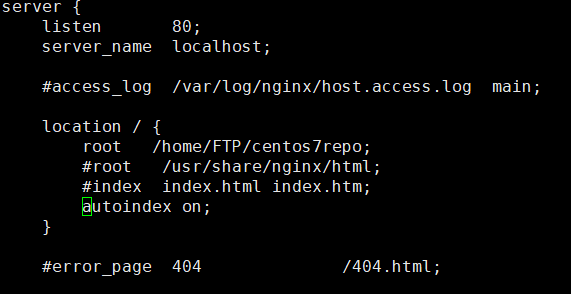 server {
    listen       80;
    server_name  localhost;

    #access_log  /var/log/nginx/host.access.log  main;

    location / {
        root   /home/FTP/centos7repo;
        #root   /usr/share/nginx/html;
        #index  index.html index.htm;
        autoindex on;
    }

    #error_page  404              /404.html;